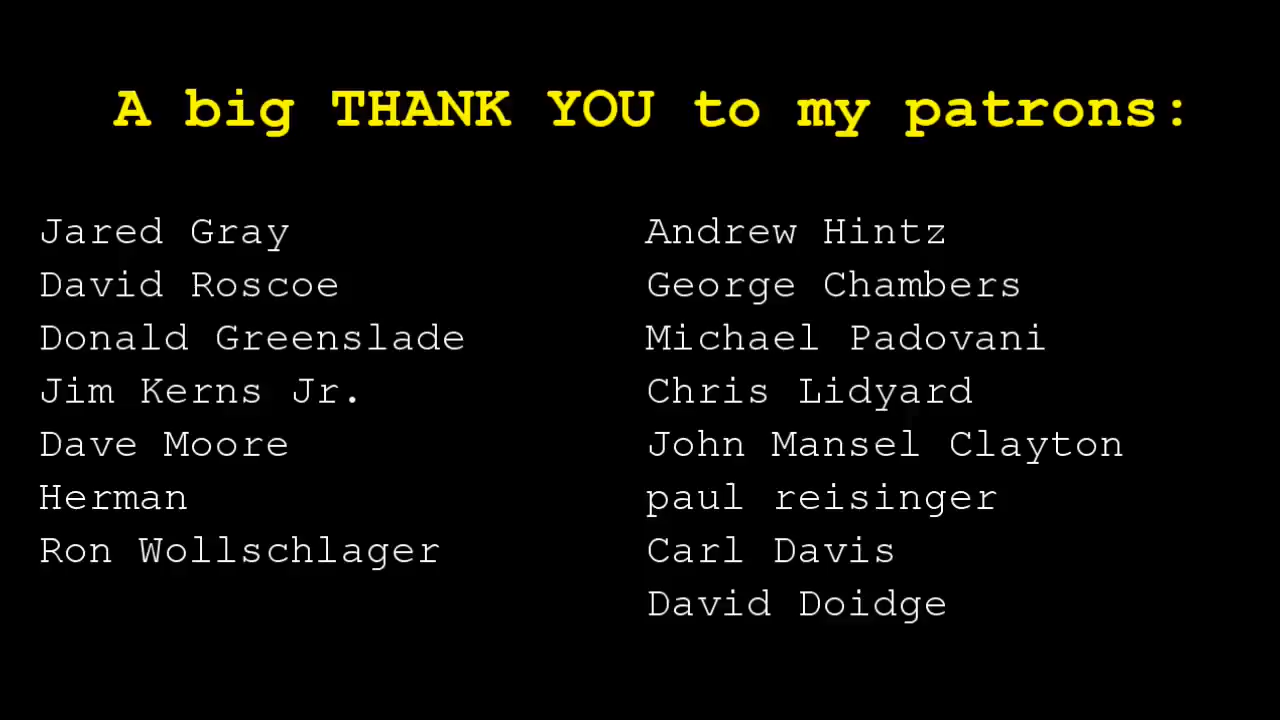 A big THANK YOU to my patrons:
Jared Gray
David Roscoe
Donald Greenslade
Jim Kerns Jr.
Dave Moore
Herman
Ron Wollschlager
Andrew Hintz
George Chambers
Michael Padovani
Chris Lidyard
John Mansel Clayton
paul reisinger
Carl Davis
David Doidge